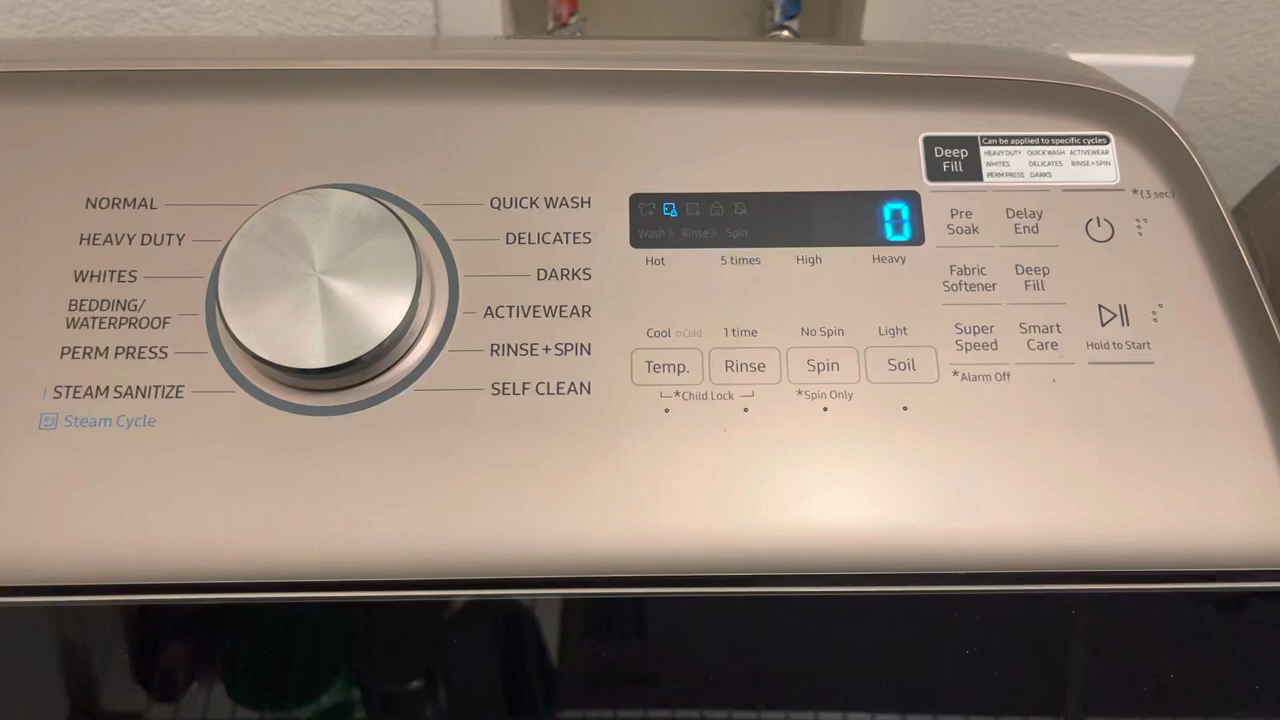 NORMAL
HEAVY DUTY
WHITES
BEDDING/
WATERPROOF
PERM PRESS
STEAM SANITIZE
Steam Cycle
QUICK WASH
DELICATES
DARKS
ACTIVEWEAR
RINSE+SPIN
SELF CLEAN
Wash Rinse Spin
0
Hot 5 times High Heavy
Cool Cold 1 time No Spin Light
Temp. Rinse Spin Soil
*Child Lock *Spin Only
Deep
Fill
Can be applied to specific cycles
HEAVY DUTY QUICK WASH ACTIVEWEAR
WHITES DELICATES RINSE+SPIN
PERM PRESS DARKS
*(3 sec)
Pre
Soak
Delay
End
Fabric
Softener
Deep
Fill
Super
Speed
Smart
Care
*Alarm Off
Hold to Start